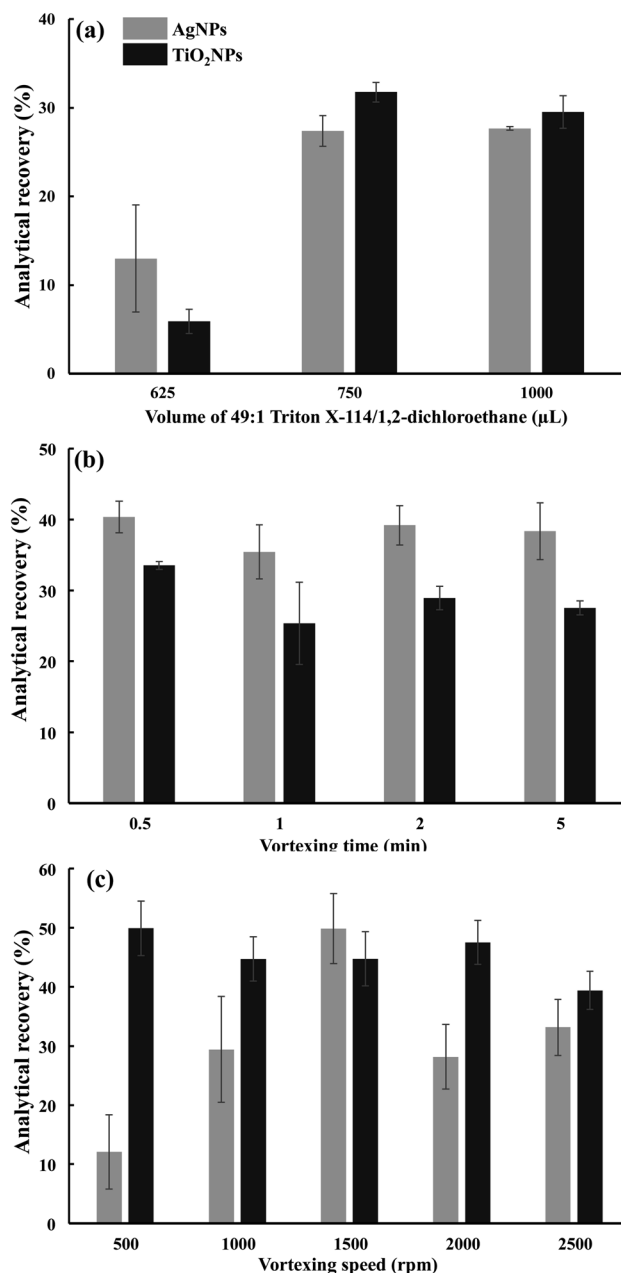 (a)
AgNPs
TiO₂NPs
Analytical recovery (%)
40
30
20
10
0
625 750 1000
Volume of 49:1 Triton X-114/1,2-dichloroethane (µL)
(b)
Analytical recovery (%)
50
40
30
20
10
0
0.5 1 2 5
Vortexing time (min)
(c)
Analytical recovery (%)
60
50
40
30
20
10
0
500 1000 1500 2000 2500
Vortexing speed (rpm)